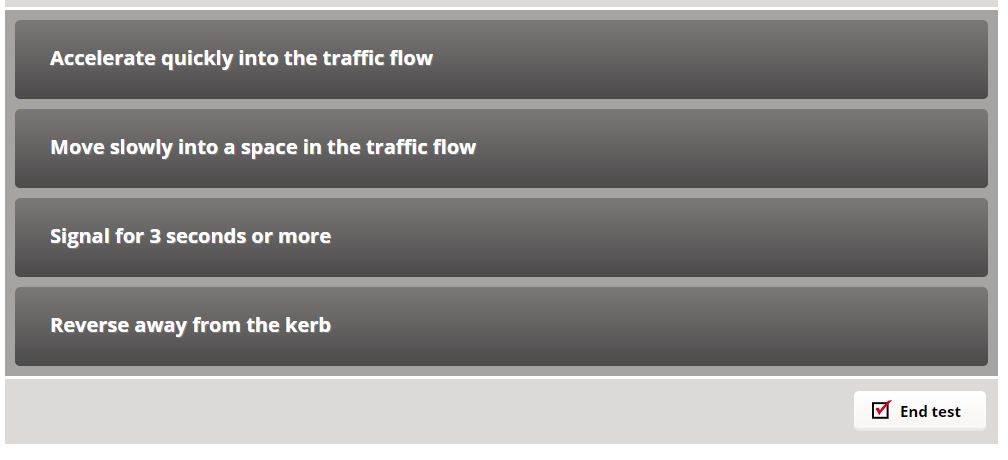 Accelerate quickly into the traffic flow
Move slowly into a space in the traffic flow
Signal for 3 seconds or more
Reverse away from the kerb
End test